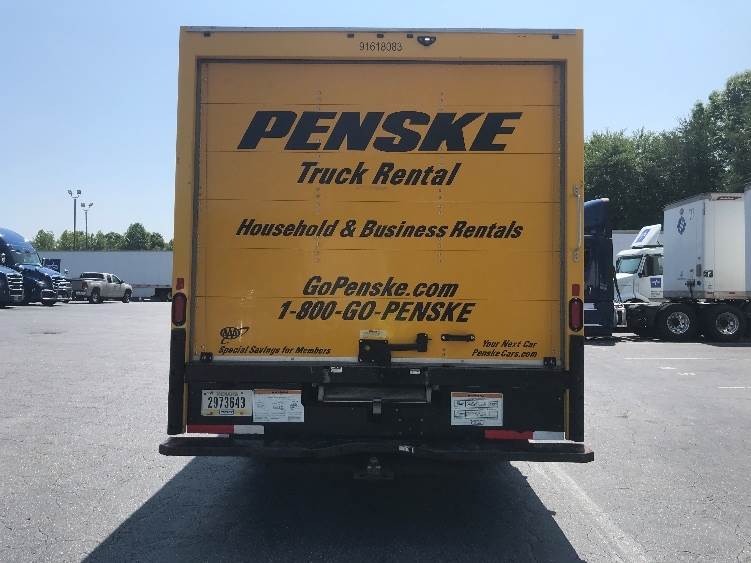 91618083
PENSKE
Truck Rental
Household & Business Rentals
GoPenske.com
1-800-GO-PENSKE
AAA
Special Savings for Members
Your Next Car
PenskeCars.com
INDIANA
2973643